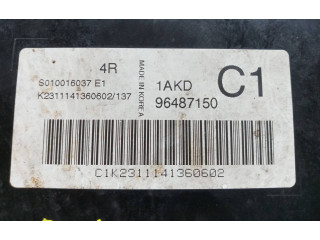 4R
S010016037 E1
K2311141360602/137
MADE IN KOREA
1AKD
96487150
C1
C1K2311141360602